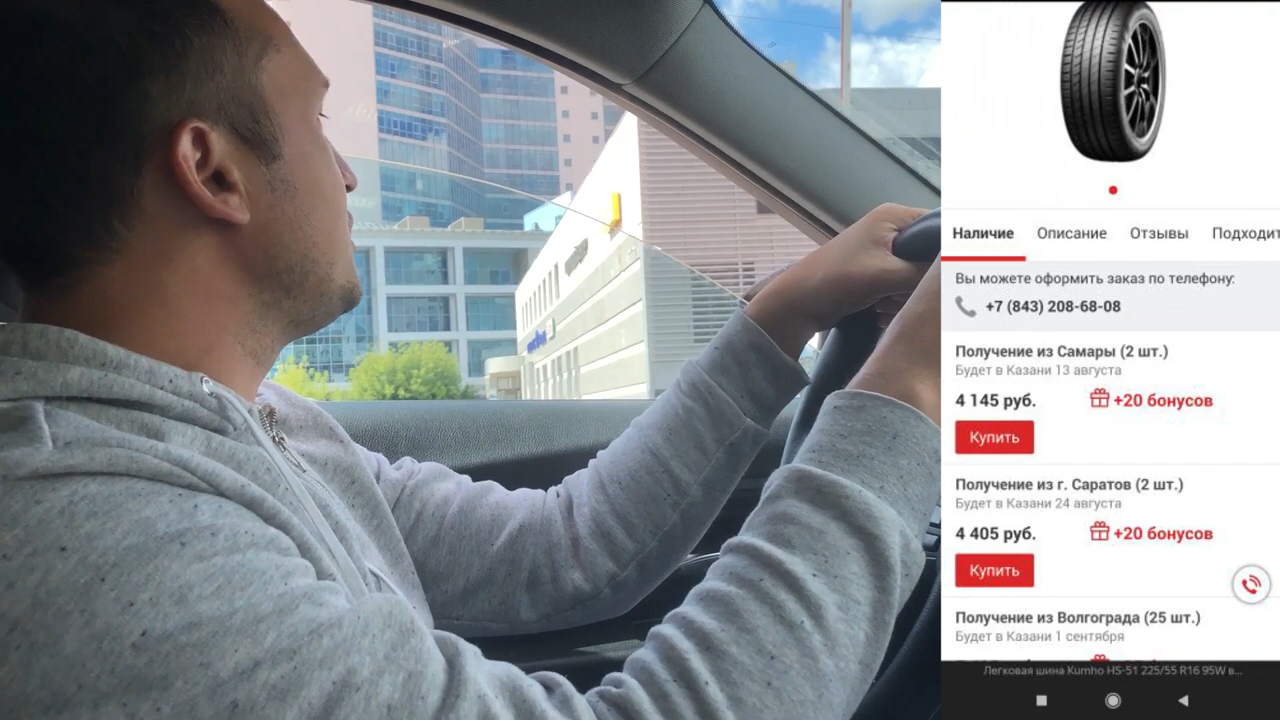 Наличие Описание Отзывы Подходит
Вы можете оформить заказ по телефону:
+7 (843) 208-68-08
Получение из Самары (2 шт.)
Будет в Казани 13 августа
4 145 руб. +20 бонусов
Купить
Получение из г. Саратов (2 шт.)
Будет в Казани 24 августа
4 405 руб. +20 бонусов
Купить
Получение из Волгограда (25 шт.)
Будет в Казани 1 сентября
Легковая шина Kumho HS-51 225/55 R16 95W в...